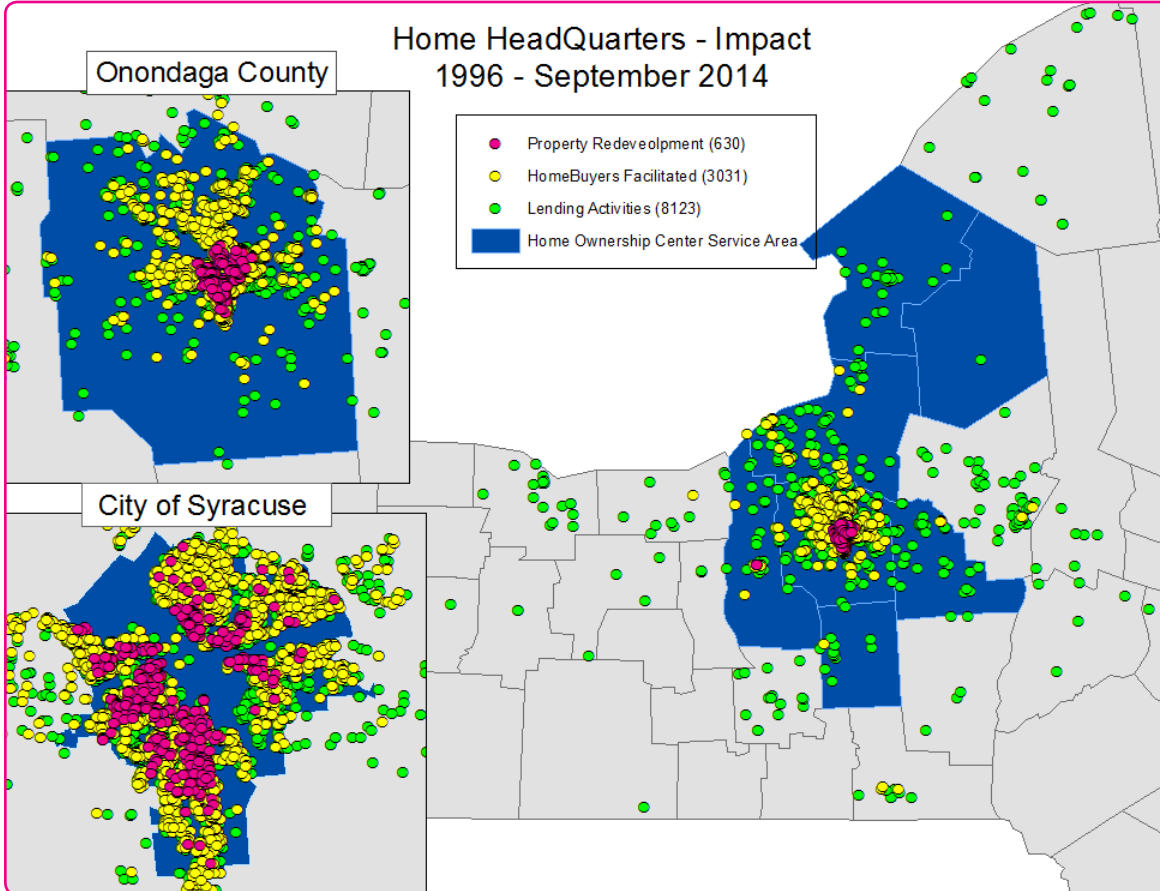 Home HeadQuarters - Impact
1996 - September 2014
Onondaga County
Property Redeveolpment (630)
HomeBuyers Facilitated (3031)
Lending Activities (8123)
Home Ownership Center Service Area
City of Syracuse